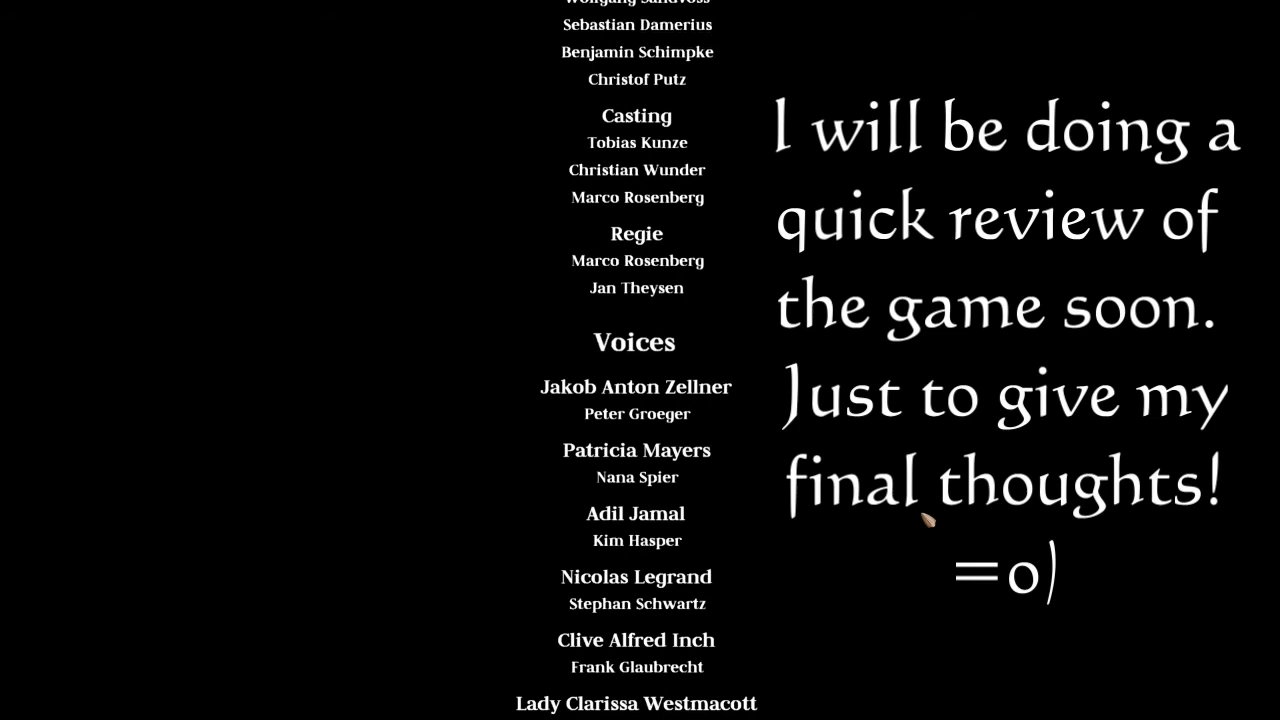 Wolfgang Sandvoss
Sebastian Damerius
Benjamin Schimpke
Christof Putz
Casting
Tobias Kunze
Christian Wunder
Marco Rosenberg
Regie
Marco Rosenberg
Jan Theysen
Voices
Jakob Anton Zellner
Peter Groeger
Patricia Mayers
Nana Spier
Adil Jamal
Kim Hasper
Nicolas Legrand
Stephan Schwartz
Clive Alfred Inch
Frank Glaubrecht
Lady Clarissa Westmacott
I will be doing a
quick review of
the game soon.
Just to give my
final thoughts!
=o)